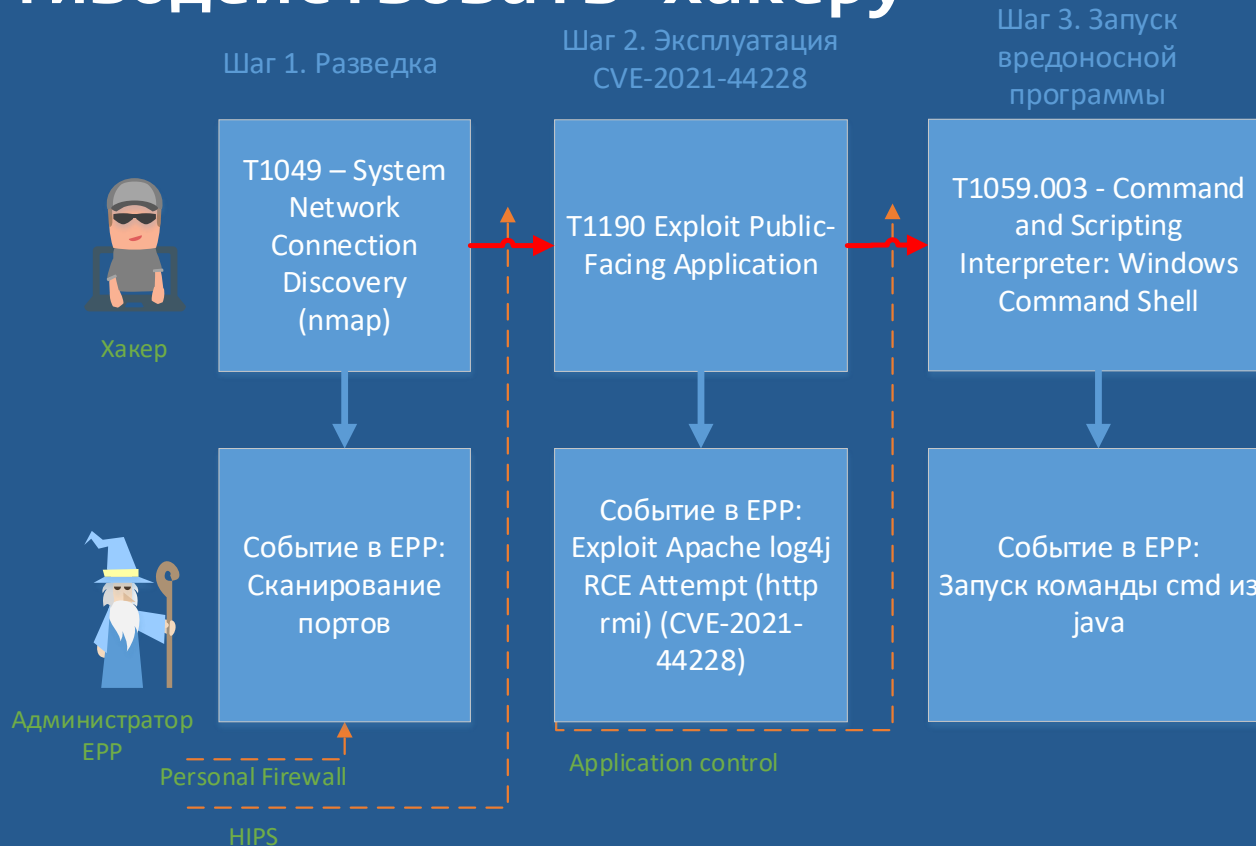 тиводействовать хакеру
Шаг 1. Разведка
Шаг 2. Эксплуатация
CVE-2021-44228
Шаг 3. Запуск
вредоносной
программы
T1049 – System
Network
Connection
Discovery
(nmap)
T1190 Exploit Public-
Facing Application
T1059.003 - Command
and Scripting
Interpreter: Windows
Command Shell
Хакер
Событие в EPP:
Сканирование
портов
Событие в EPP:
Exploit Apache log4j
RCE Attempt (http
rmi) (CVE-2021-
44228)
Событие в EPP:
Запуск команды cmd из
java
Администратор
EPP
Personal Firewall
Application control
HIPS